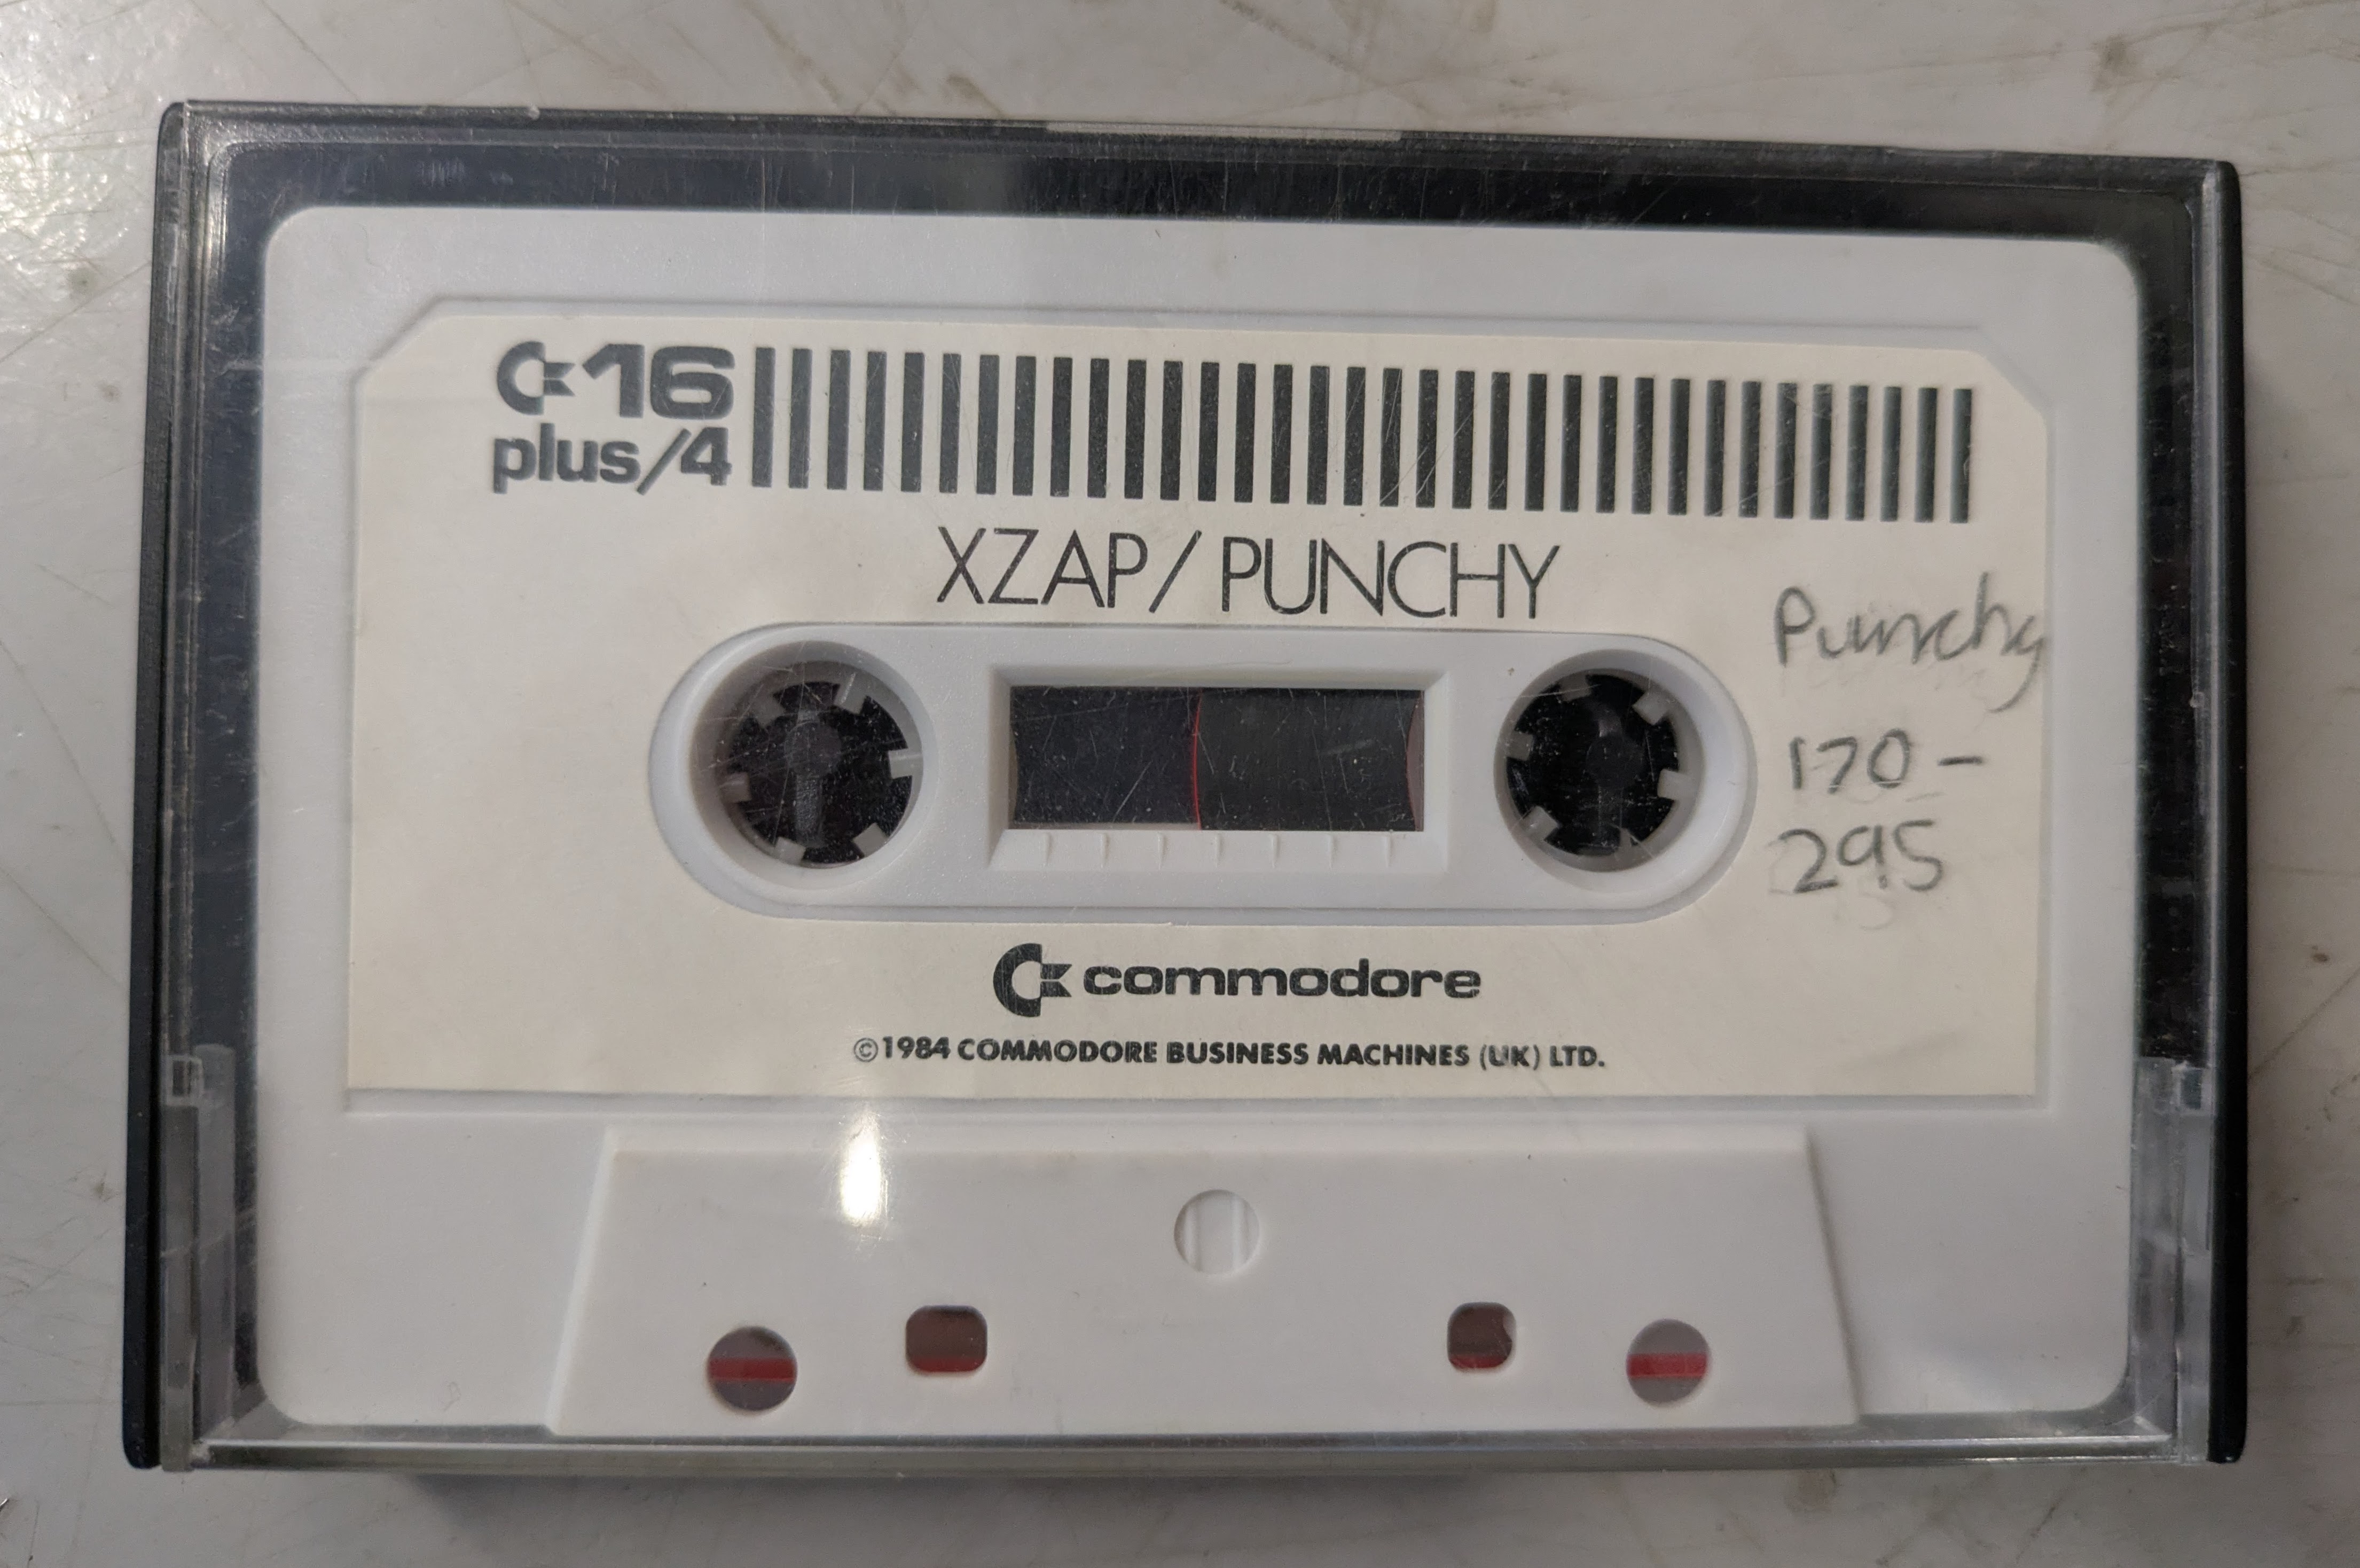 C16
plus/4
XZAP/PUNCHY
Punchy
170-
295
commodore
©1984 COMMODORE BUSINESS MACHINES (UK) LTD.